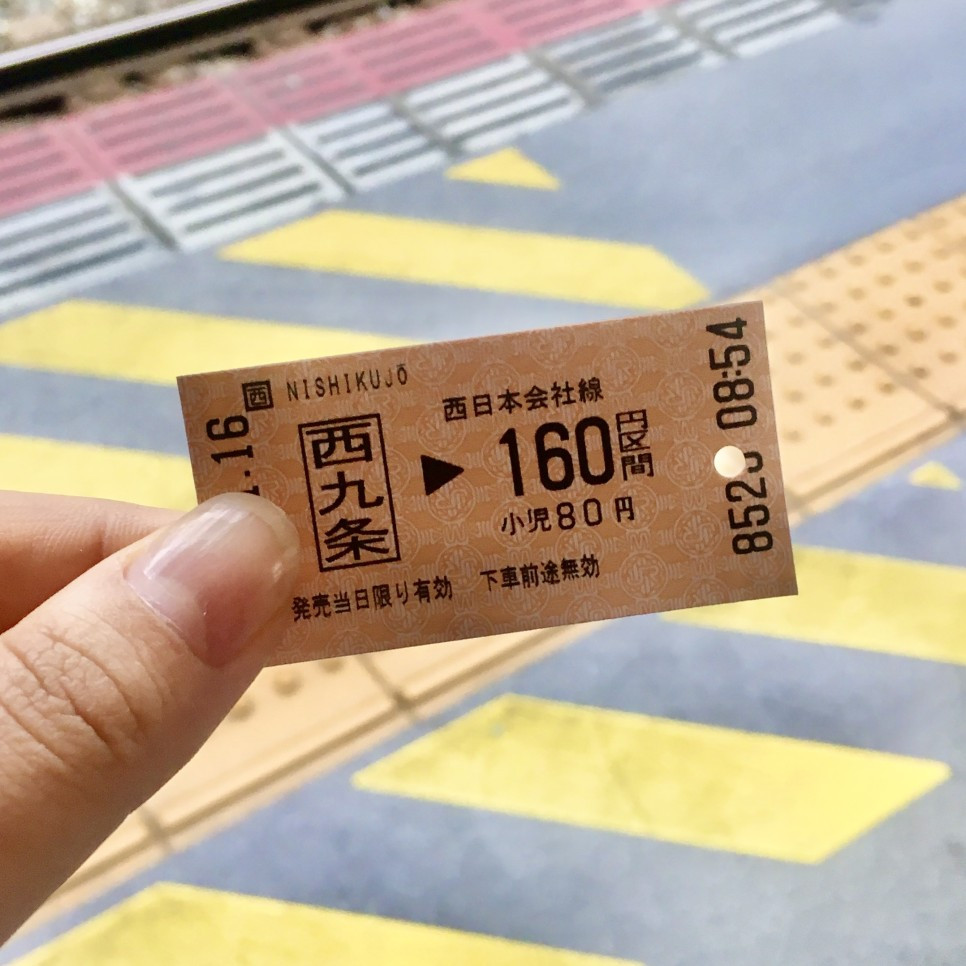 西 NISHIKUJŌ
西九条
西日本会社線
▶ 160円区間
小児80円
発売当日限り有効 下車前途無効
.16
08:54